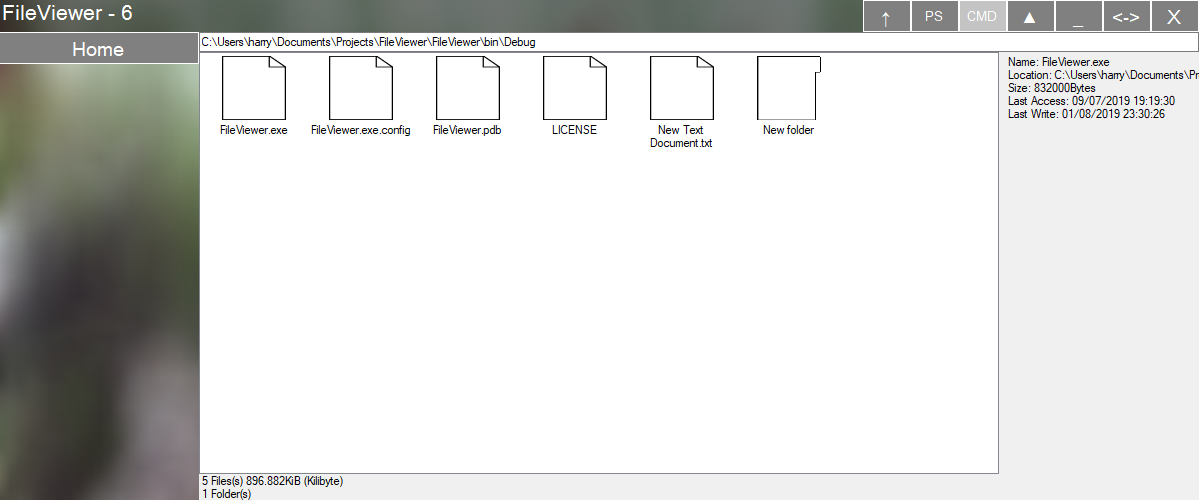 FileViewer - 6
↑ PS CMD ▲ _ <-> X
Home
C:\Users\harry\Documents\Projects\FileViewer\FileViewer\bin\Debug
FileViewer.exe
FileViewer.exe.config
FileViewer.pdb
LICENSE
New Text
Document.txt
New folder
Name: FileViewer.exe
Location: C:\Users\harry\Documents\Pr
Size: 832000Bytes
Last Access: 09/07/2019 19:19:30
Last Write: 01/08/2019 23:30:26
5 Files(s) 896.882KiB (Kilibyte)
1 Folder(s)